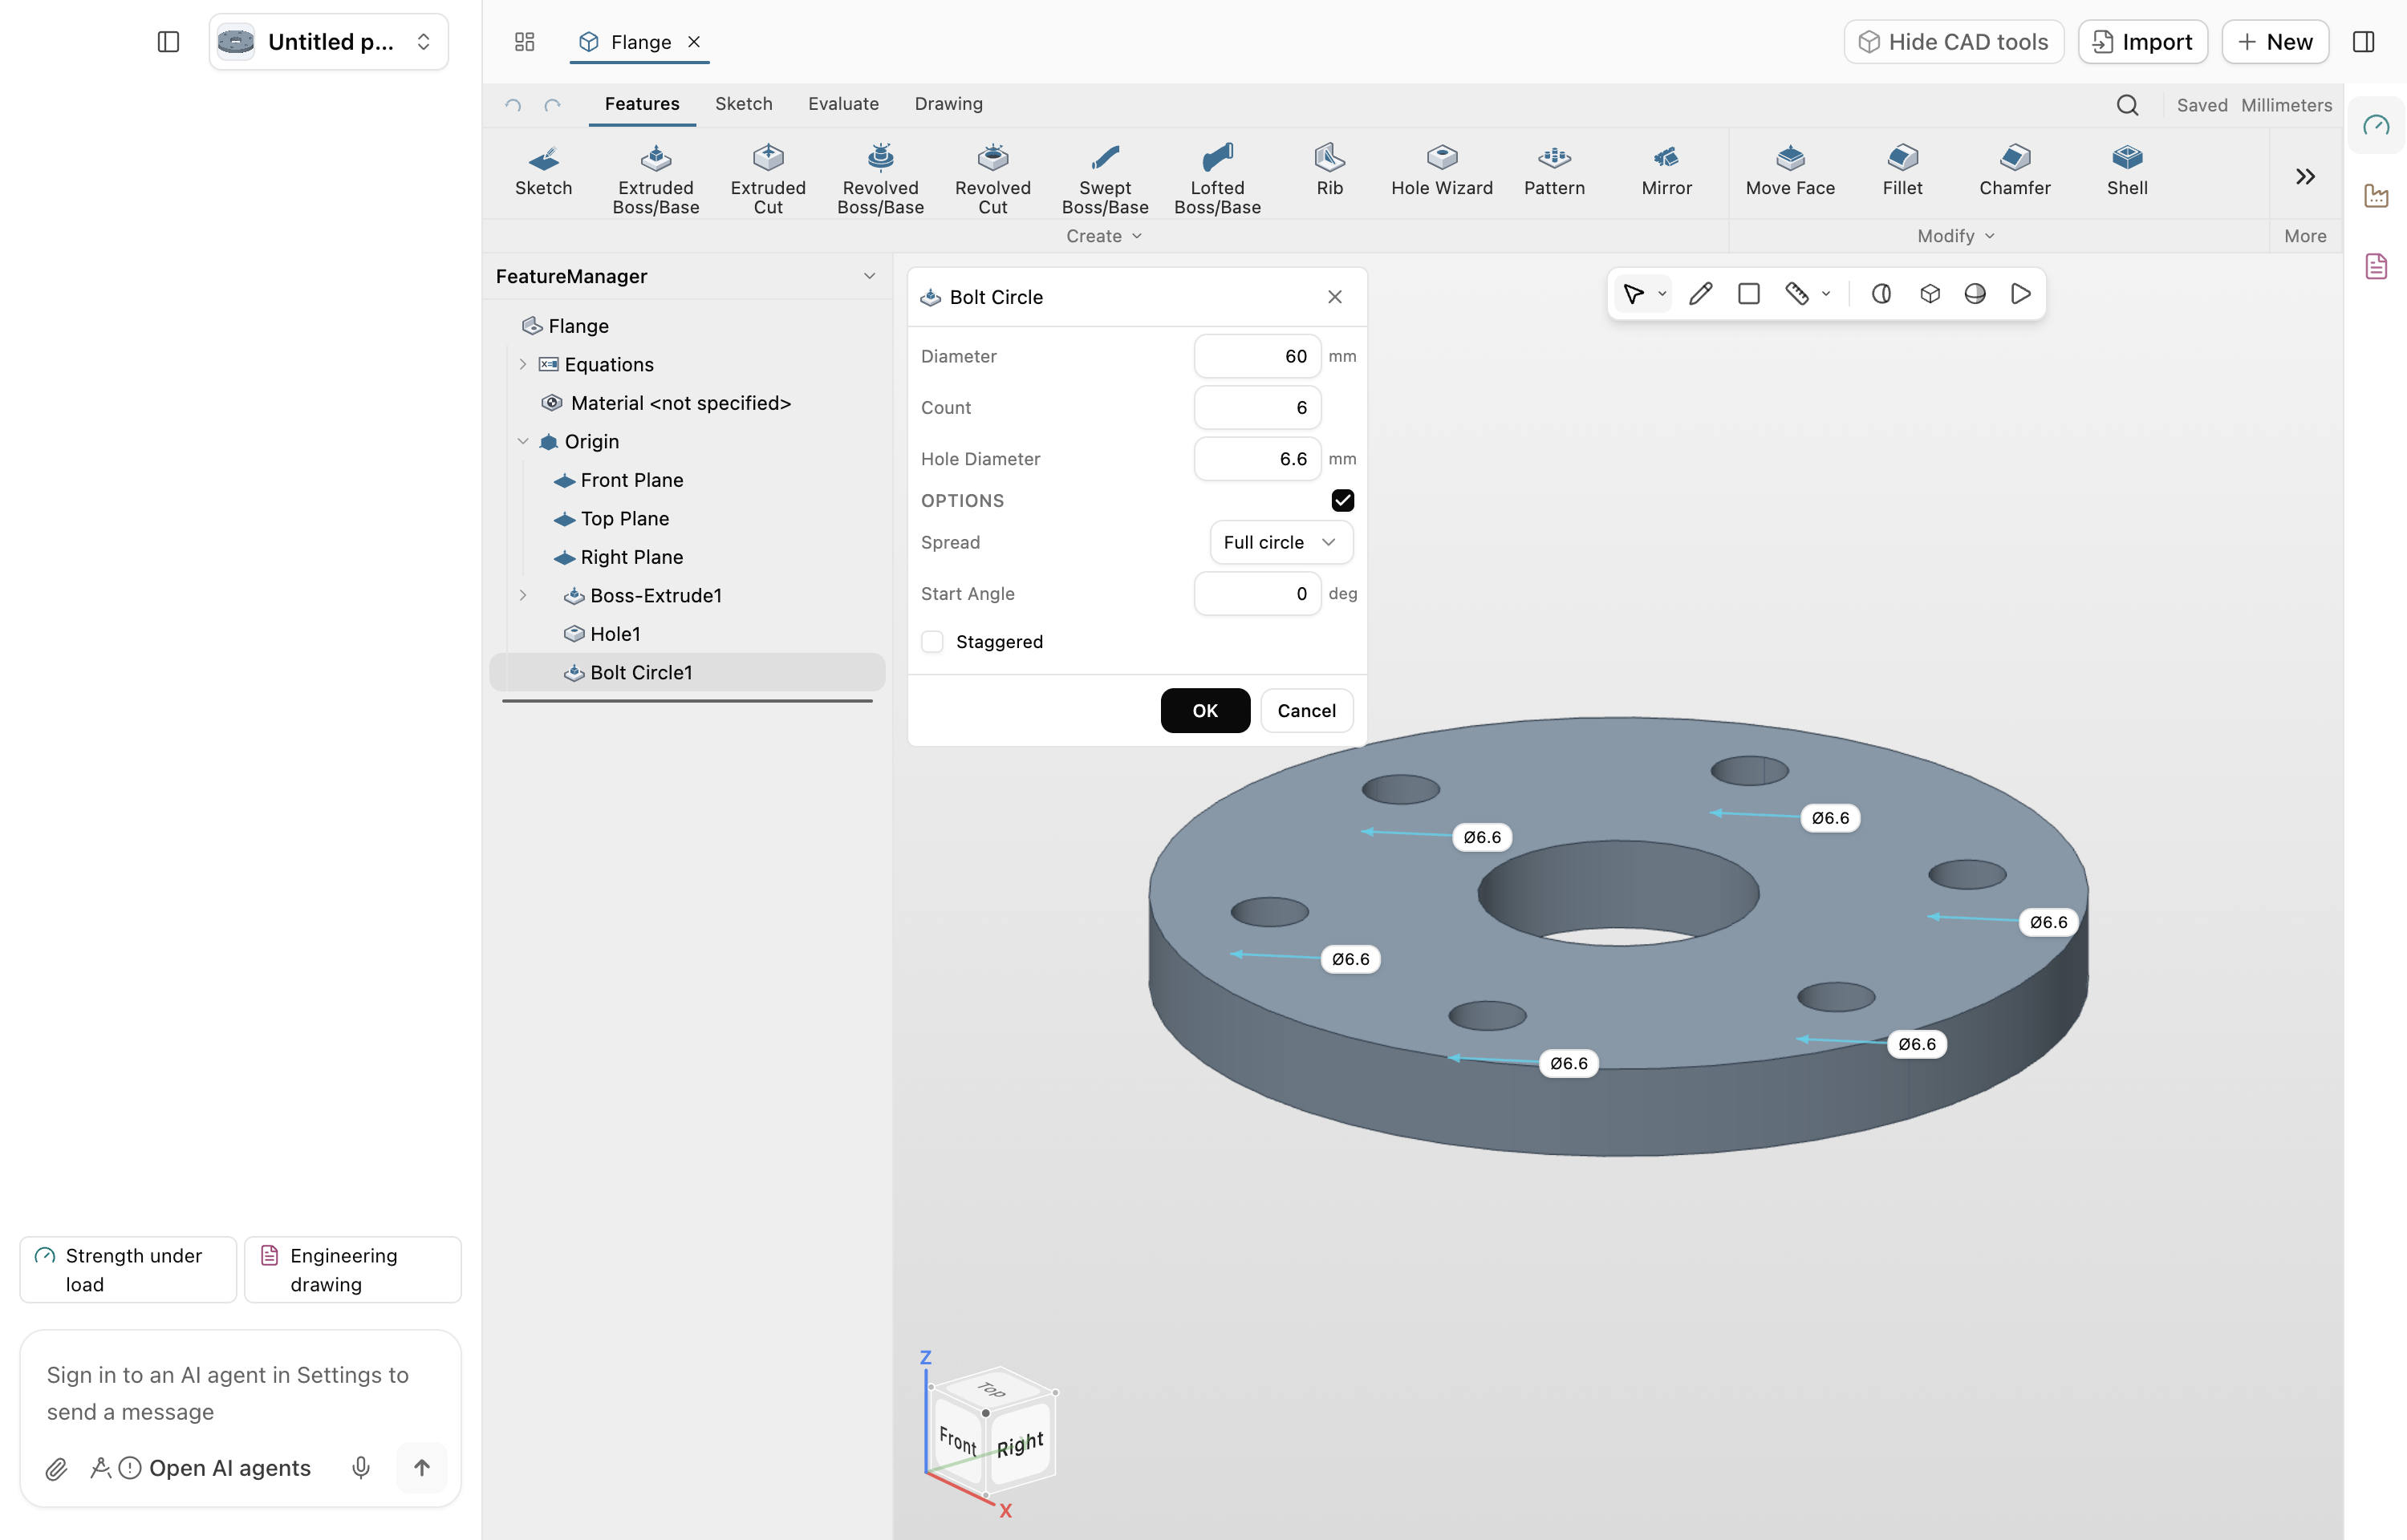 Untitled p...
Flange
Hide CAD tools
Import
New
Features
Sketch
Evaluate
Drawing
Saved
Millimeters
Sketch
Extruded Boss/Base
Extruded Cut
Revolved Boss/Base
Revolved Cut
Swept Boss/Base
Lofted Boss/Base
Rib
Hole Wizard
Pattern
Mirror
Move Face
Fillet
Chamfer
Shell
Create
Modify
More
FeatureManager
Flange
Equations
Material <not specified>
Origin
Front Plane
Top Plane
Right Plane
Boss-Extrude1
Hole1
Bolt Circle1
Bolt Circle
Diameter 60 mm
Count 6
Hole Diameter 6.6 mm
OPTIONS
Spread Full circle
Start Angle 0 deg
Staggered
OK
Cancel
Ø6.6
Ø6.6
Ø6.6
Ø6.6
Ø6.6
Ø6.6
Z
Top
Front
Right
X
Strength under
load
Engineering
drawing
Sign in to an AI agent in Settings to
send a message
Open AI agents